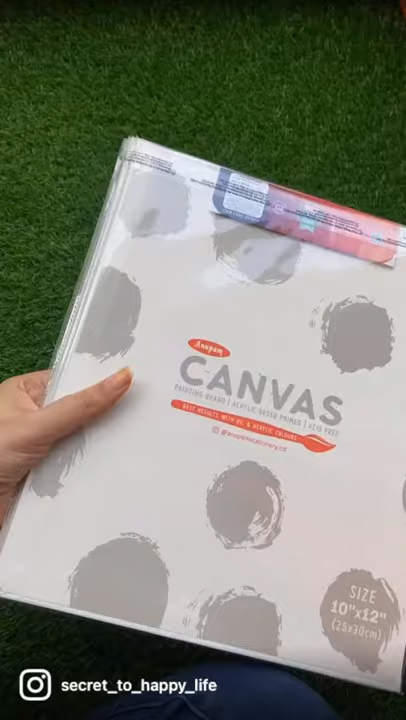 Anupam
CANVAS
PAINTING BOARD | ACRYLIC BASED PRIMER | ACID FREE
BEST RESULTS WITH OIL & ACRYLIC COLOURS
@anupamstationeryltd
SIZE
10"x12"
(25x30cm)
secret_to_happy_life